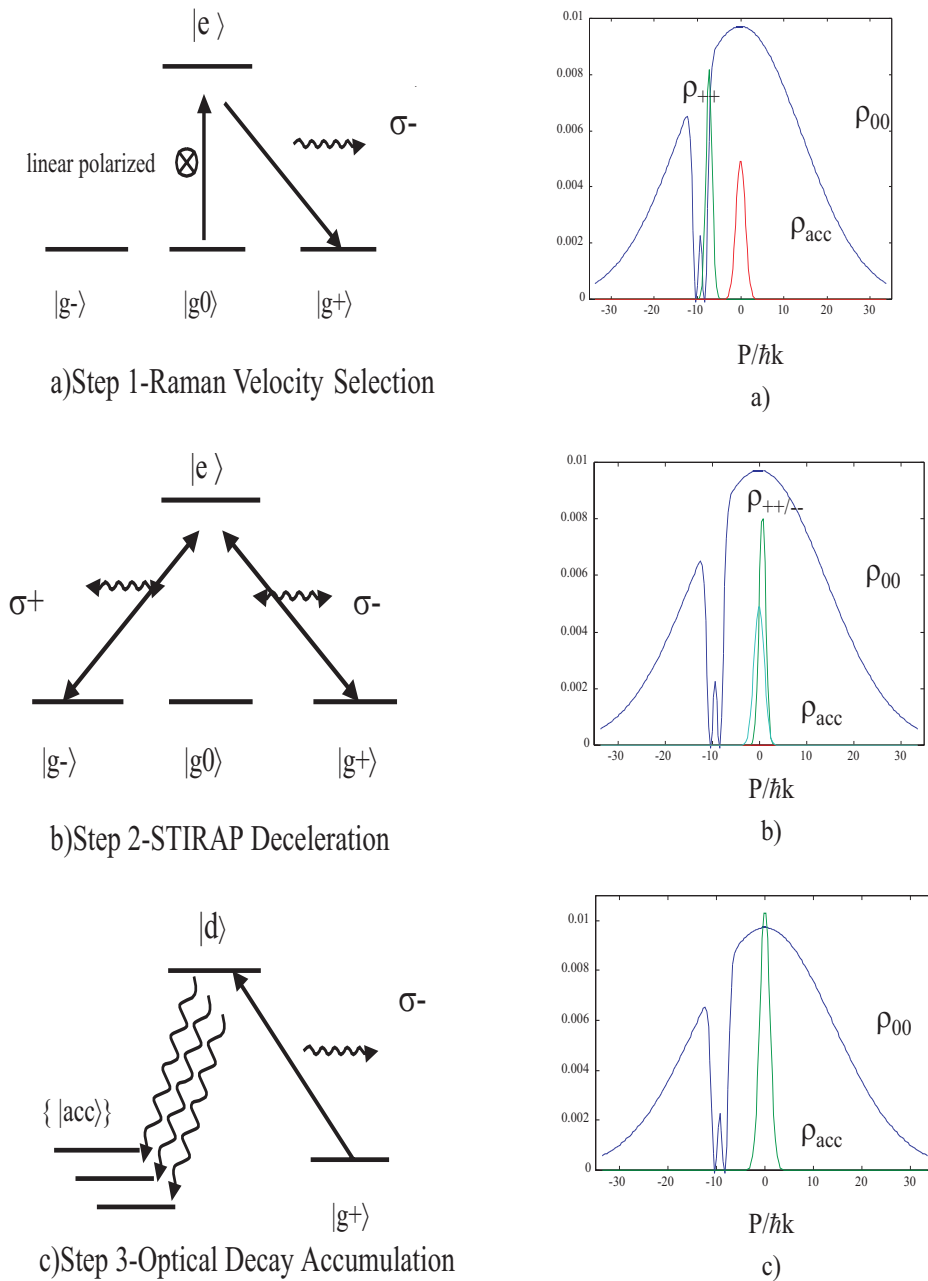 |e⟩
linear polarized
σ-
|g-⟩ |g0⟩ |g+⟩
a)Step 1-Raman Velocity Selection
0.01
0.008
0.006
0.004
0.002
0
-30 -20 -10 0 10 20 30
ρ++
ρ00
ρacc
P/ℏk
a)
|e⟩
σ+
σ-
|g-⟩ |g0⟩ |g+⟩
b)Step 2-STIRAP Deceleration
0.01
0.008
0.006
0.004
0.002
0
-30 -20 -10 0 10 20 30
ρ++/--
ρ00
ρacc
P/ℏk
b)
|d⟩
σ-
{ |acc⟩}
|g+⟩
c)Step 3-Optical Decay Accumulation
0.01
0.008
0.006
0.004
0.002
0
-30 -20 -10 0 10 20 30
ρ00
ρacc
P/ℏk
c)